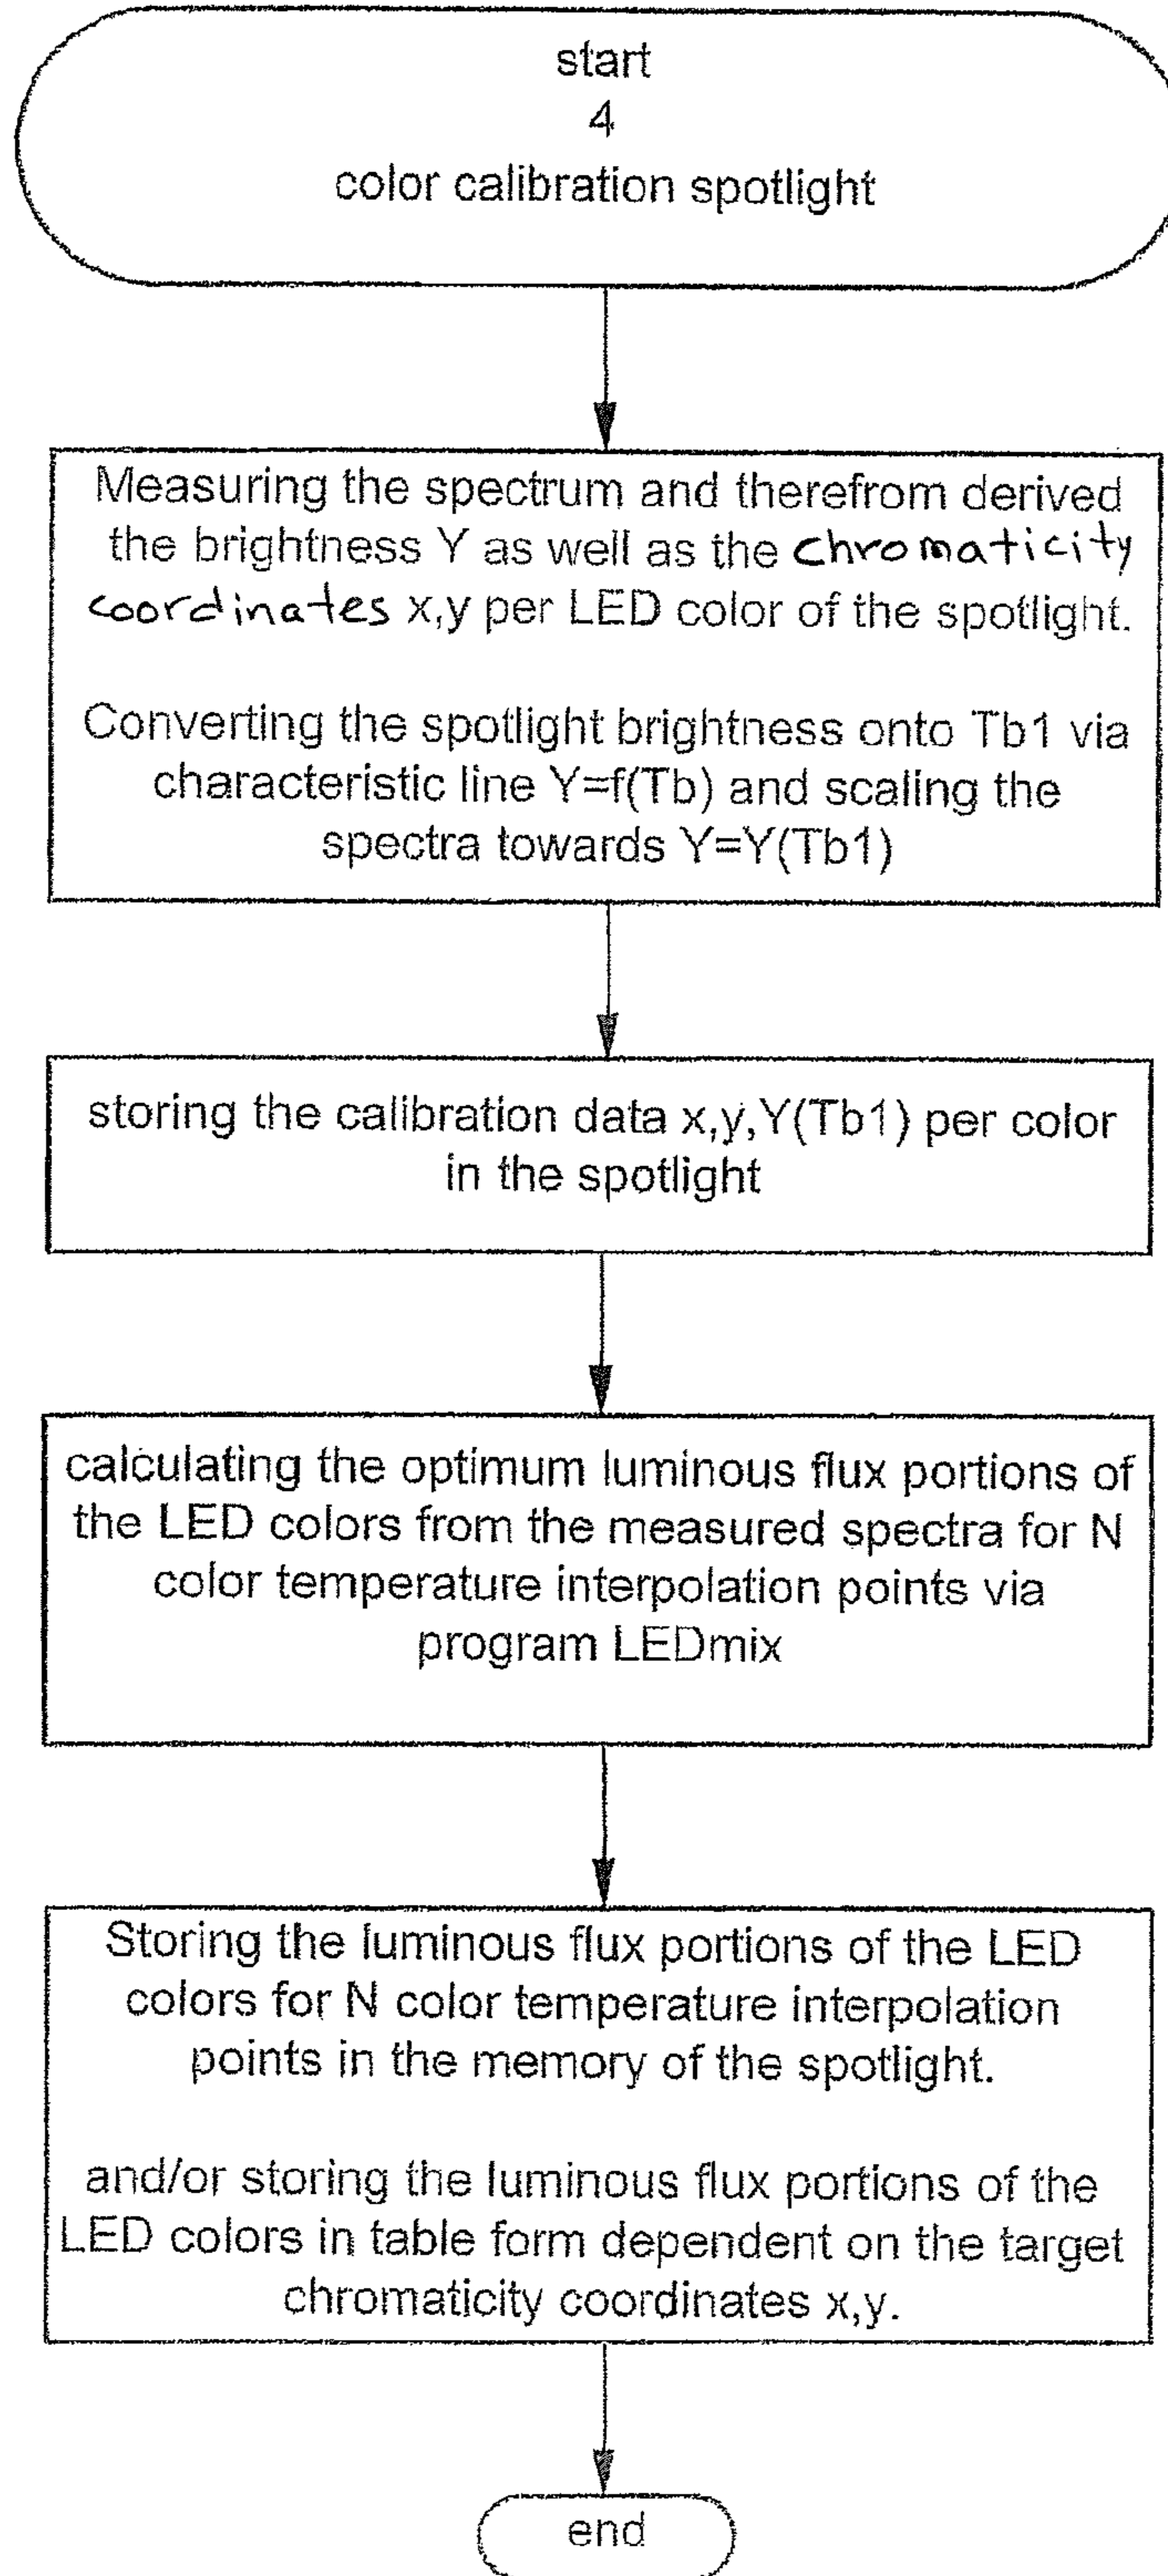 start
4
color calibration spotlight
Measuring the spectrum and therefrom derived
the brightness Y as well as the chromaticity
coordinates x,y per LED color of the spotlight.
Converting the spotlight brightness onto Tb1 via
characteristic line Y=f(Tb) and scaling the
spectra towards Y=Y(Tb1)
storing the calibration data x,y,Y(Tb1) per color
in the spotlight
calculating the optimum luminous flux portions of
the LED colors from the measured spectra for N
color temperature interpolation points via
program LEDmix
Storing the luminous flux portions of the LED
colors for N color temperature interpolation
points in the memory of the spotlight.
and/or storing the luminous flux portions of the
LED colors in table form dependent on the target
chromaticity coordinates x,y.
end